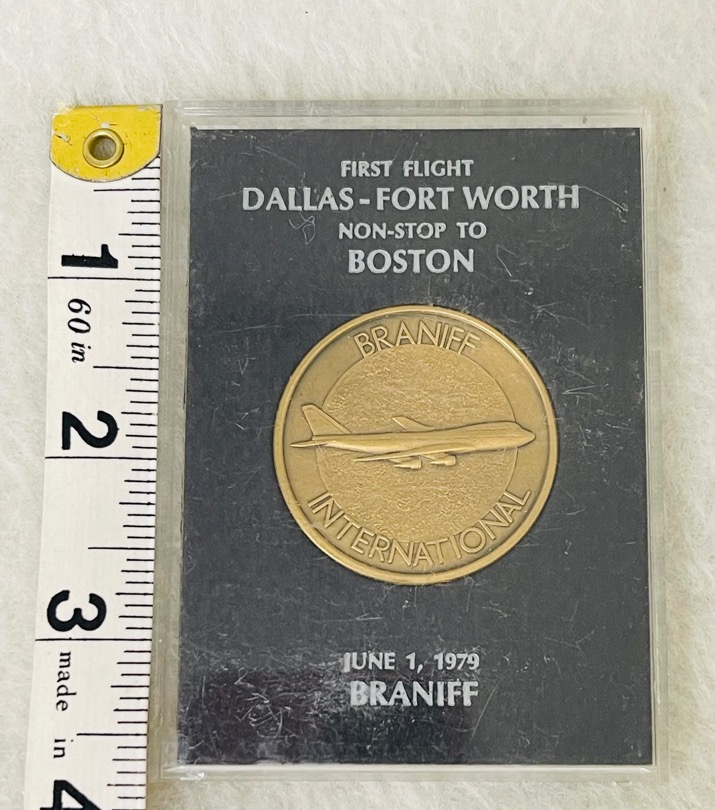 FIRST FLIGHT
DALLAS-FORT WORTH
NON-STOP TO
BOSTON
BRANIFF
INTERNATIONAL
JUNE 1, 1979
BRANIFF
1
60 in
2
3
made in
4